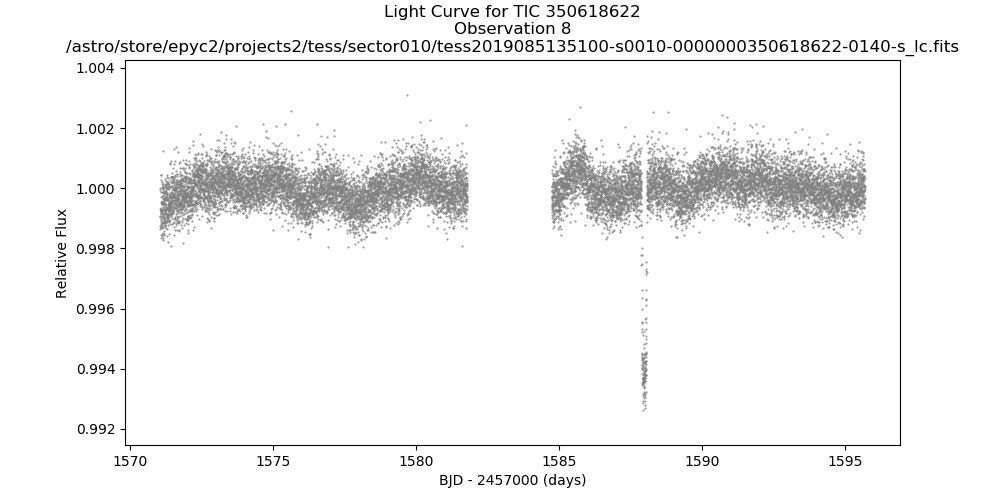 Light Curve for TIC 350618622
Observation 8
/astro/store/epyc2/projects2/tess/sector010/tess2019085135100-s0010-0000000350618622-0140-s_lc.fits
1.004
1.002
1.000
0.998
0.996
0.994
0.992
Relative Flux
1570
1575
1580
1585
1590
1595
BJD - 2457000 (days)